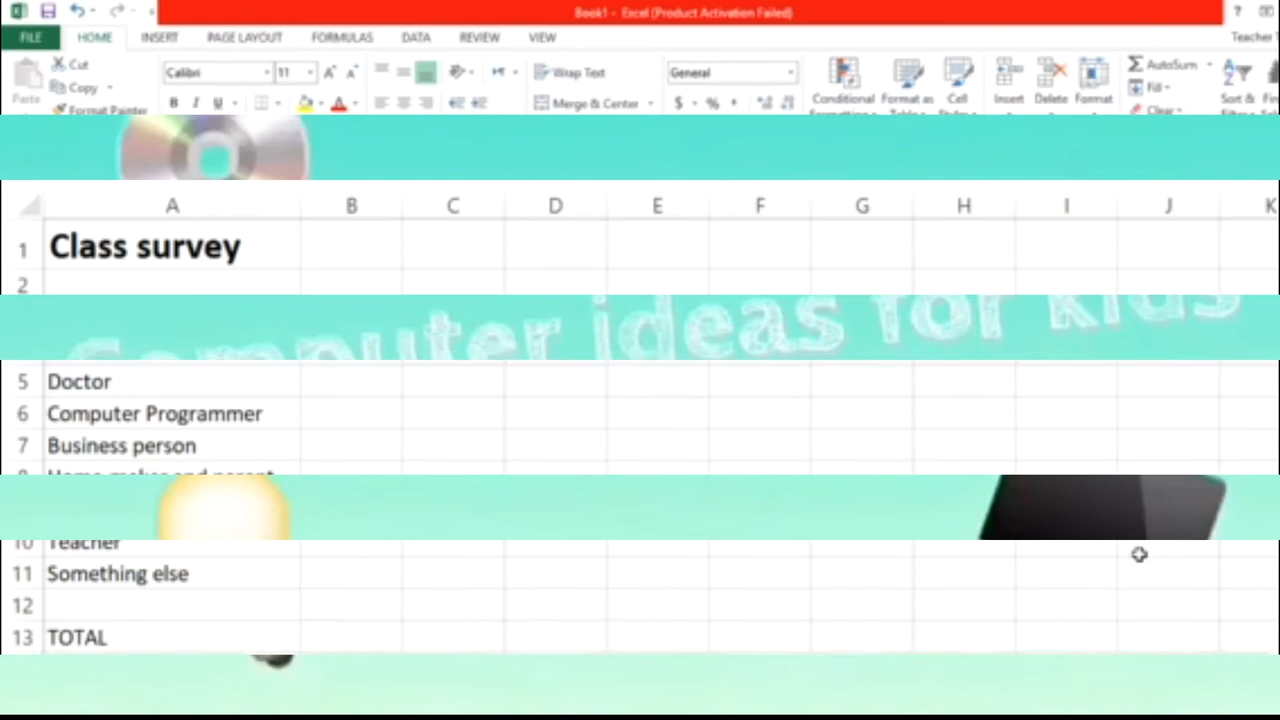 Book1 - Excel (Product Activation Failed)
?
FILE HOME INSERT PAGE LAYOUT FORMULAS DATA REVIEW VIEW Teacher
Cut
Copy
Paste
Format Painter
Calibri 11
B I U
Wrap Text
Merge & Center
General
$ %
Conditional Format as Cell
Insert Delete Format
AutoSum
Fill
Clear
Sort &
A B C D E F G H I J K
1 Class survey
2
Computer ideas for kids
5 Doctor
6 Computer Programmer
7 Business person
10 Teacher
11 Something else
12
13 TOTAL